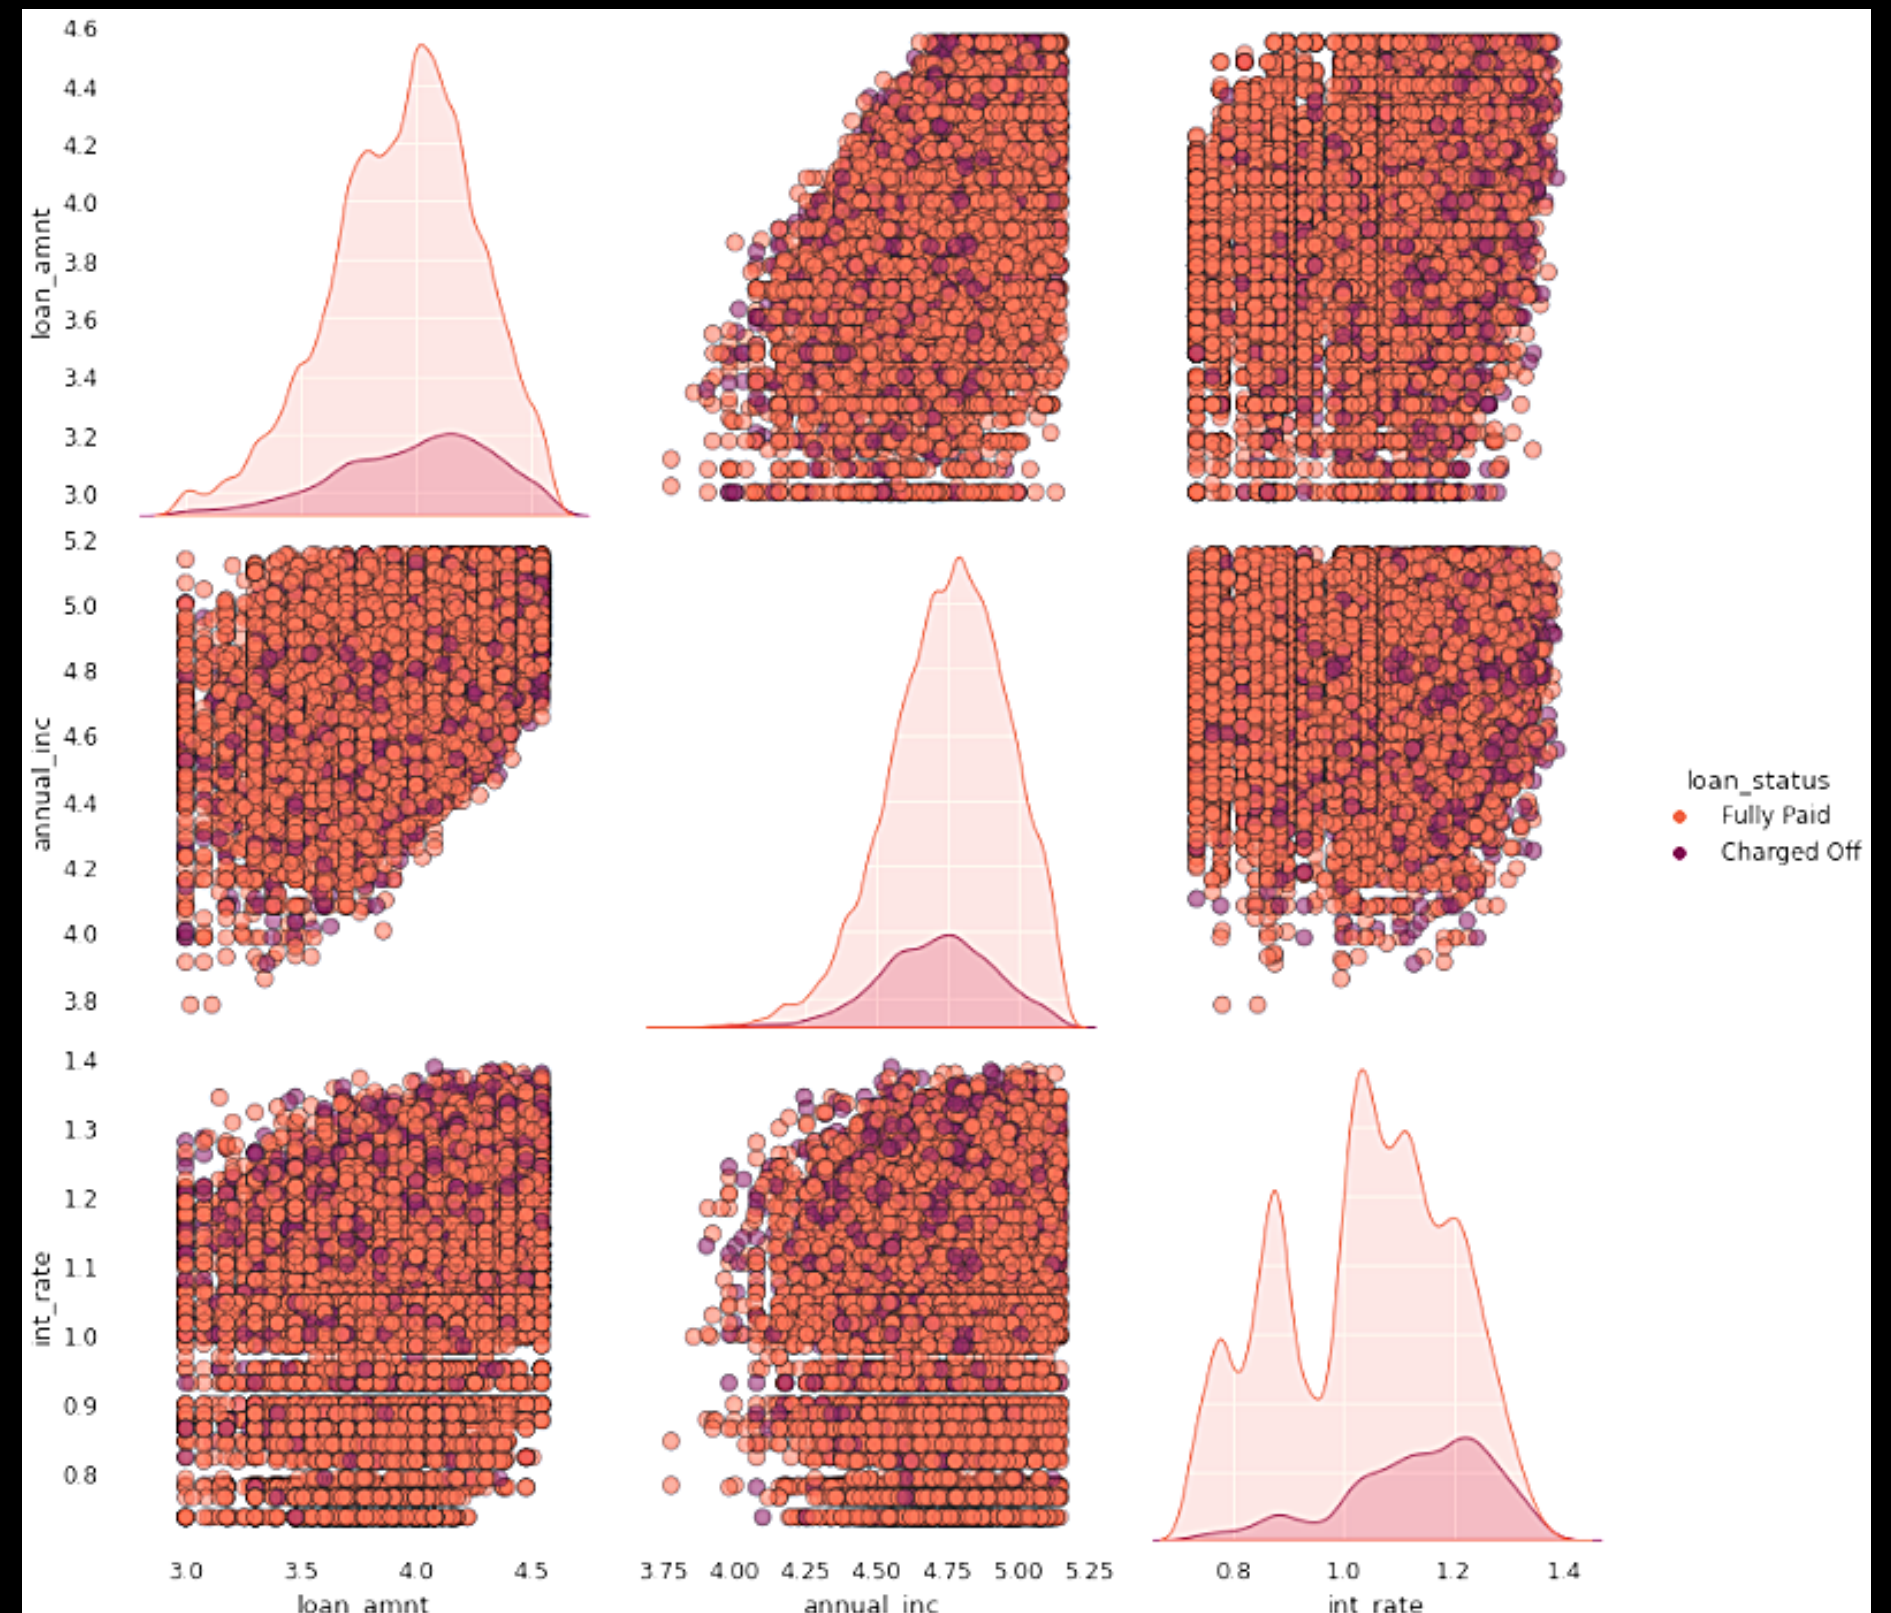 4.6
4.4
4.2
4.0
3.8
3.6
3.4
3.2
3.0
loan_amnt
5.2
5.0
4.8
4.6
4.4
4.2
4.0
3.8
annual_inc
loan_status
Fully Paid
Charged Off
1.4
1.3
1.2
1.1
1.0
0.9
0.8
int_rate
3.0 3.5 4.0 4.5
3.75 4.00 4.25 4.50 4.75 5.00 5.25
0.8 1.0 1.2 1.4
loan_amnt
annual_inc
int_rate